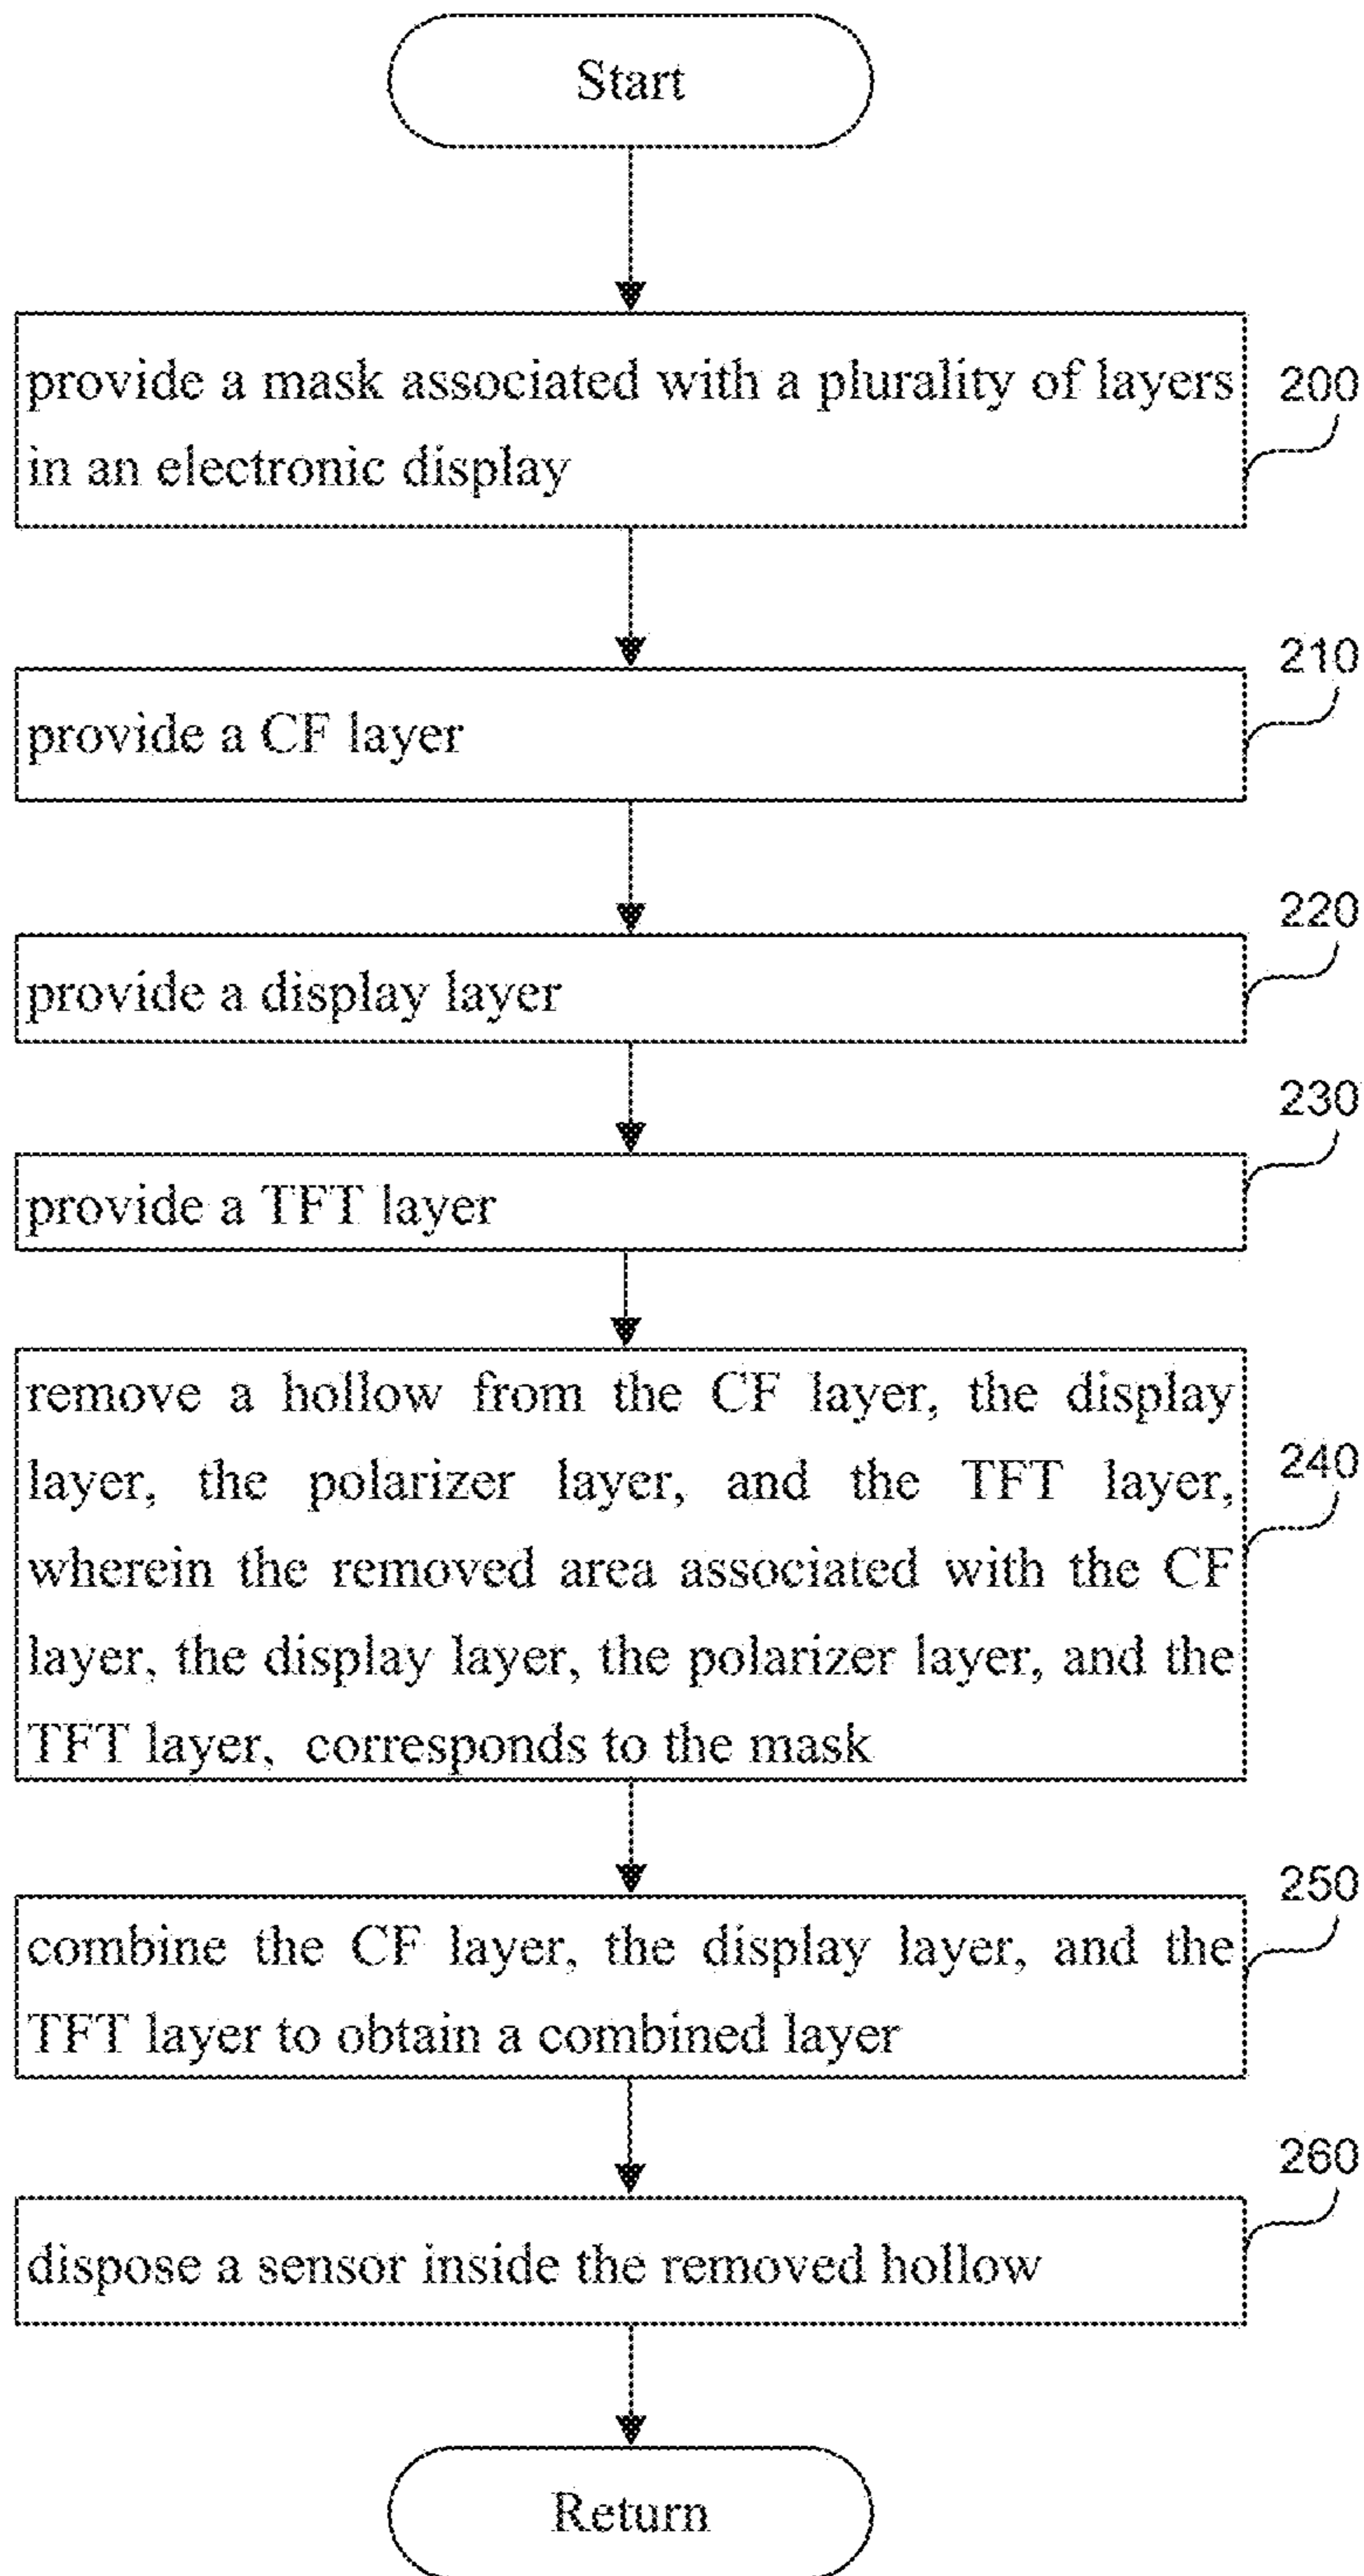 Start
provide a mask associated with a plurality of layers
in an electronic display
200
210
provide a CF layer
220
provide a display layer
230
provide a TFT layer
remove a hollow from the CF layer, the display
layer, the polarizer layer, and the TFT layer,
wherein the removed area associated with the CF
layer, the display layer, the polarizer layer, and the
TFT layer, corresponds to the mask
240
250
combine the CF layer, the display layer, and the
TFT layer to obtain a combined layer
260
dispose a sensor inside the removed hollow
Return